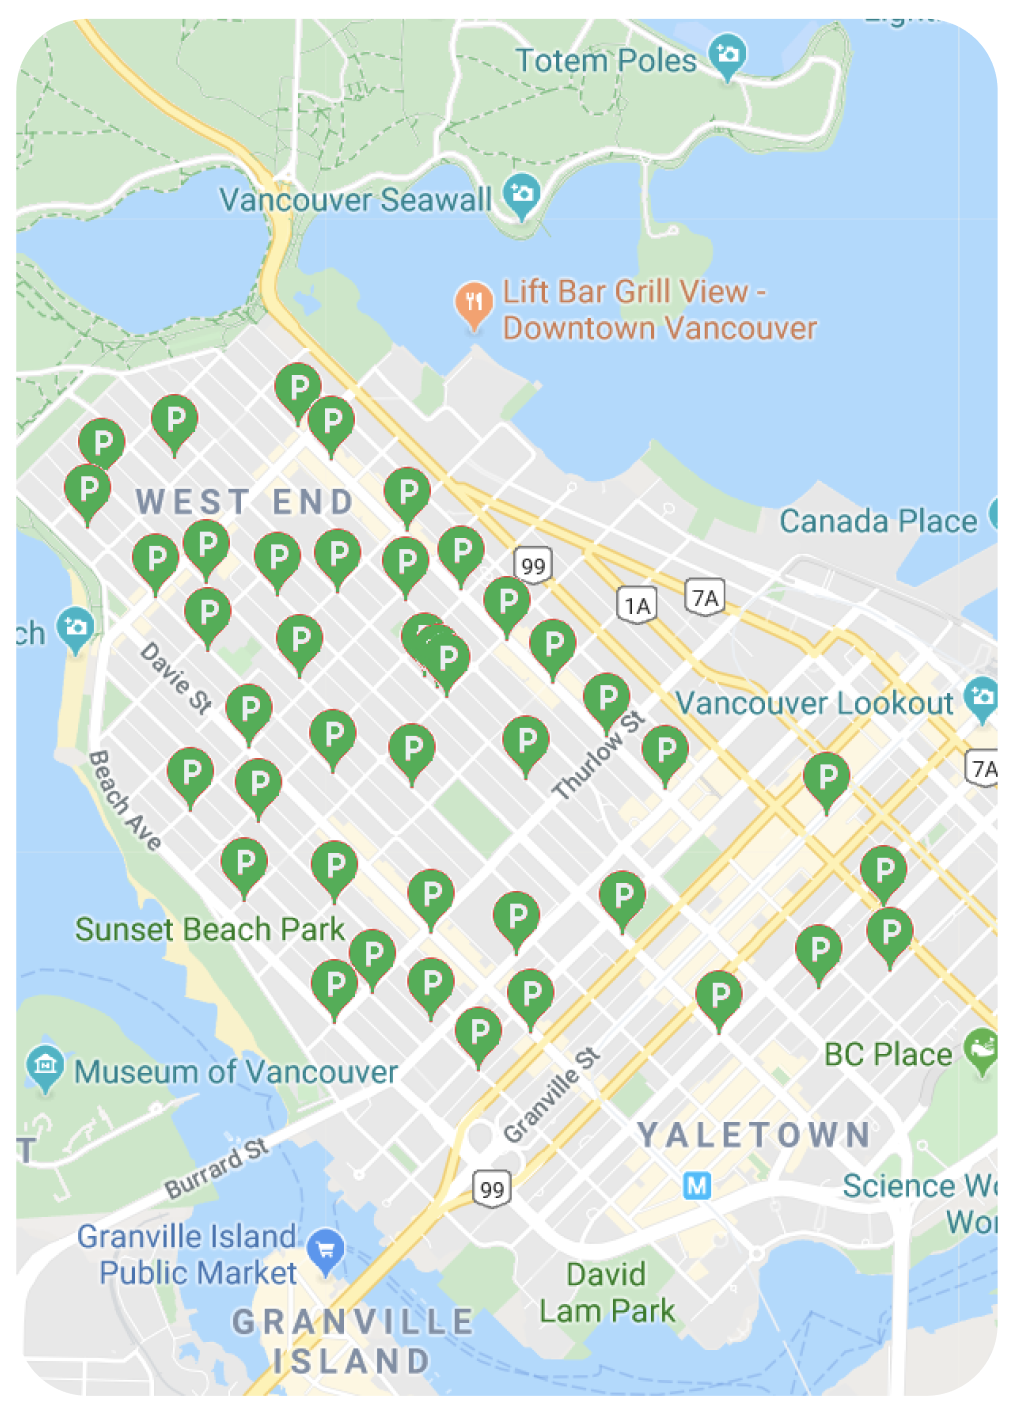 Totem Poles
Vancouver Seawall
Lift Bar Grill View -
Downtown Vancouver
P
P
P
P
P
WEST END
P
Canada Place
P
P
P
P
P
P
99
7A
1A
P
P
ch
P
P
P
P
Davie St
P
P
Vancouver Lookout
Thurlow St
P
P
P
P
P
7A
Beach Ave
P
P
P
P
P
P
P
P
P
P
Sunset Beach Park
P
P
P
P
P
P
P
P
BC Place
Museum of Vancouver
Granville St
YALETOWN
T
Burrard St
M
99
Science Wo
Wor
Granville Island
Public Market
David
Lam Park
GRANVILLE
ISLAND